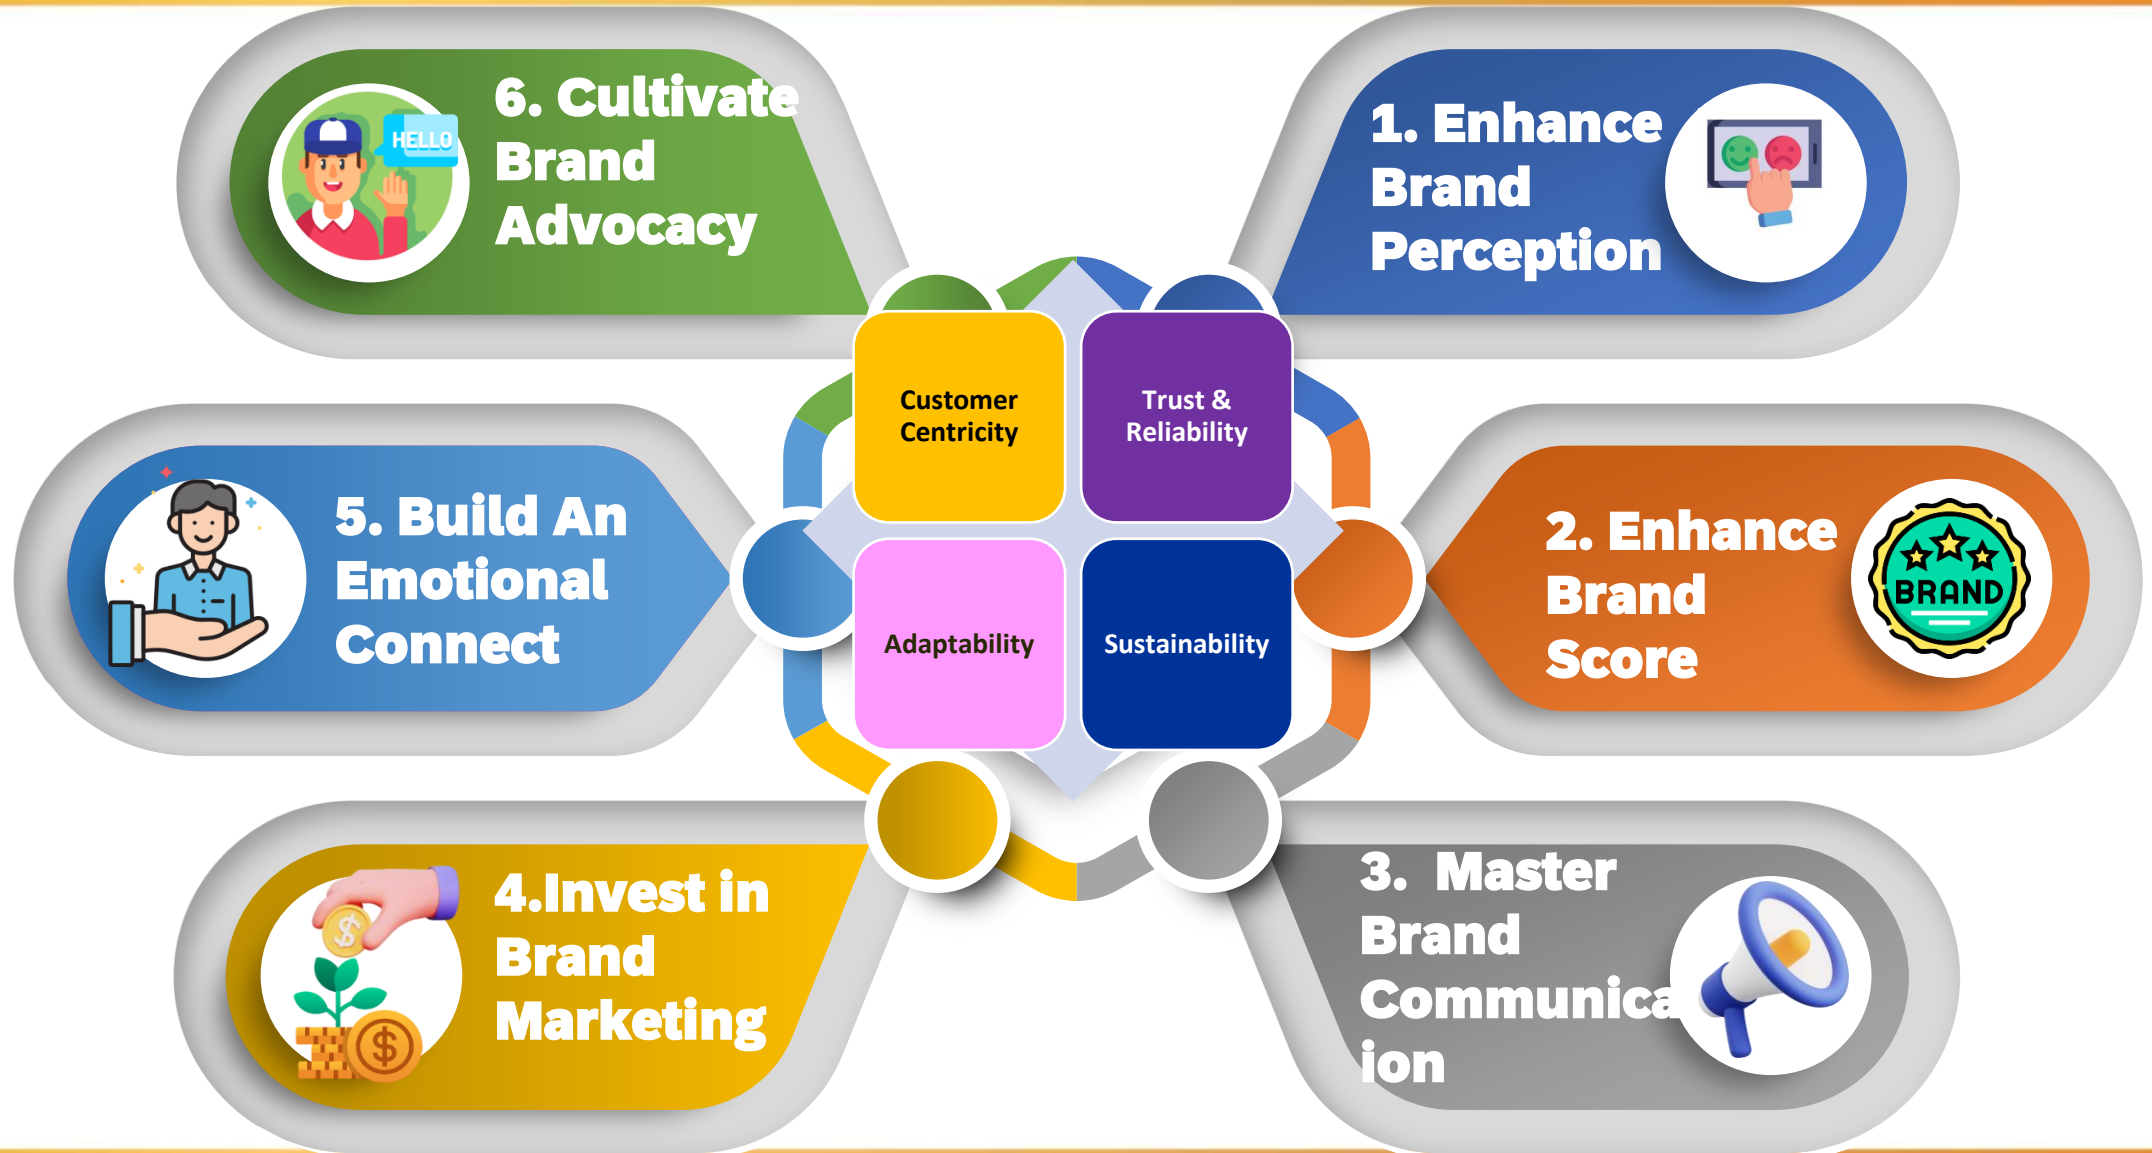 6. Cultivate
Brand
Advocacy
HELLO
1. Enhance
Brand
Perception
Customer
Centricity
Trust &
Reliability
5. Build An
Emotional
Connect
2. Enhance
Brand
Score
BRAND
Adaptability
Sustainability
4.Invest in
Brand
Marketing
$
$
3. Master
Brand
Communica
ion